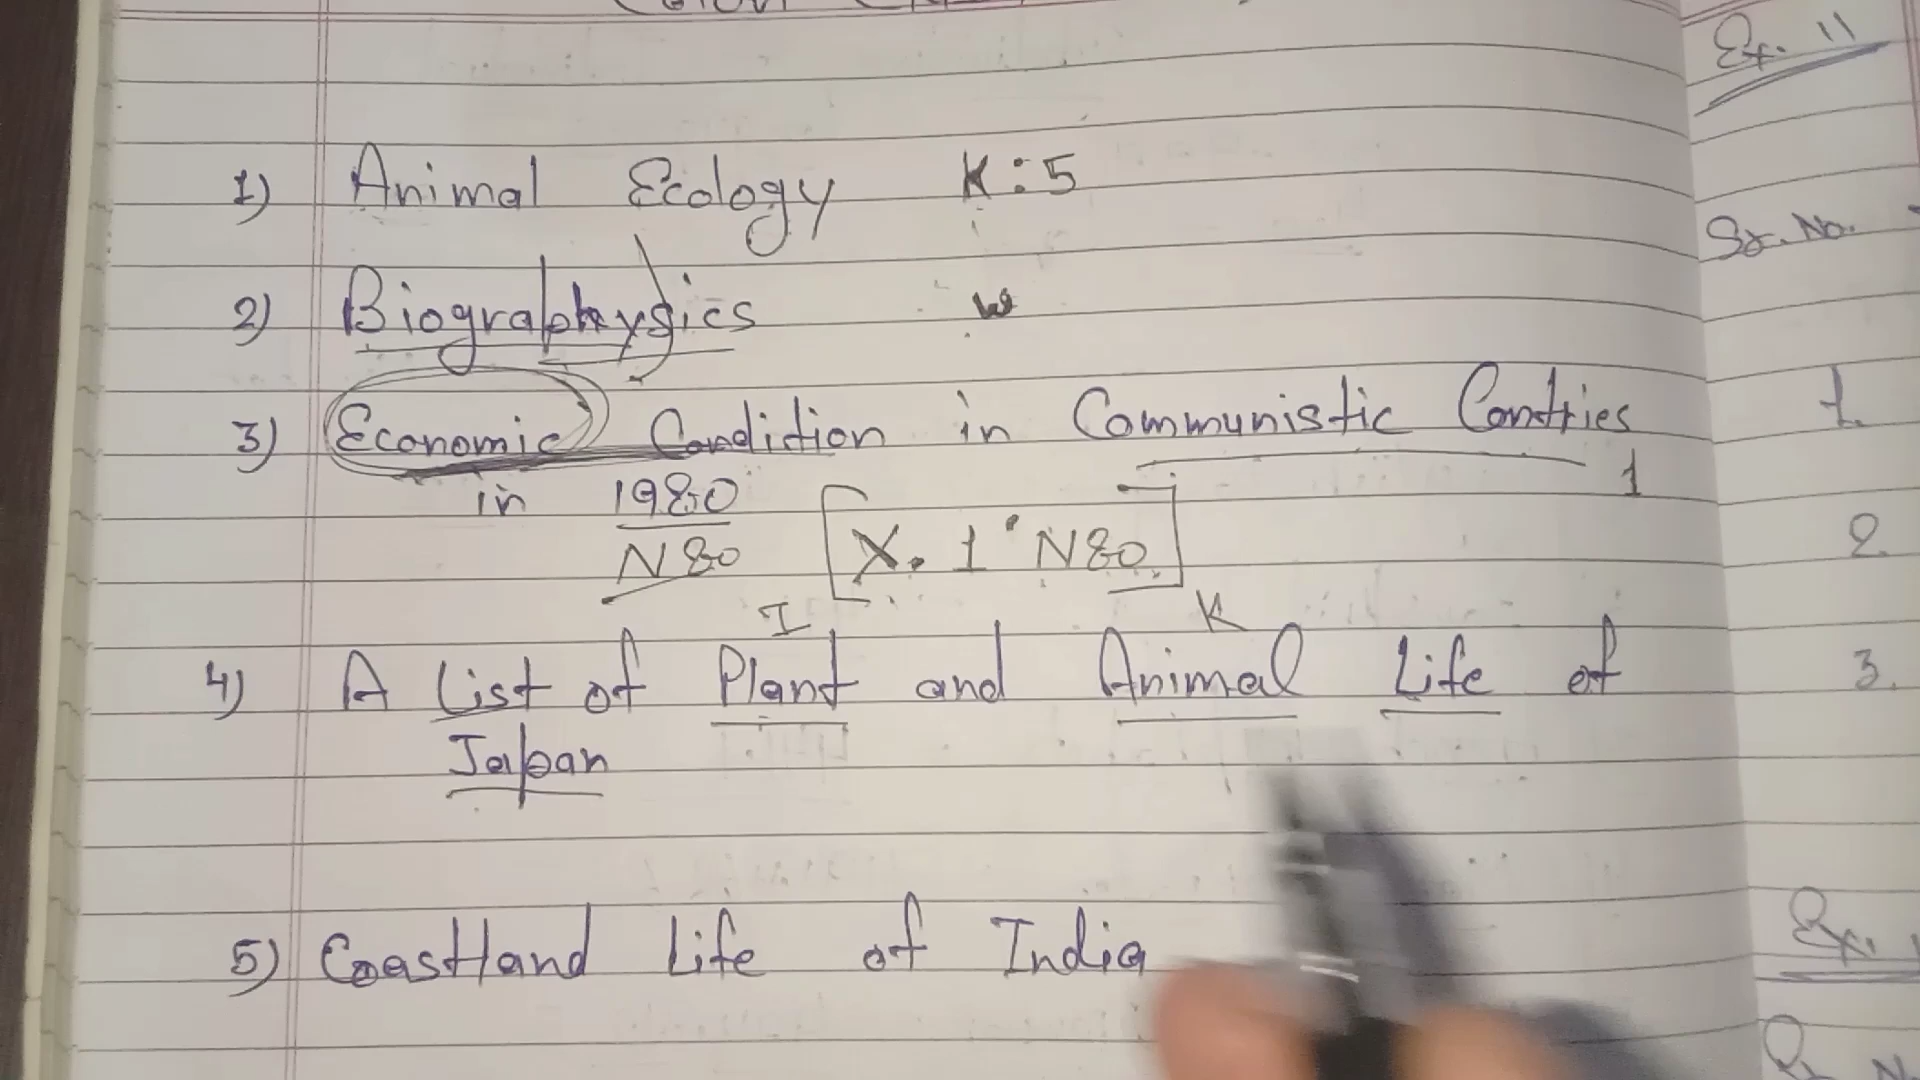 1) Animal Ecology K:5
2) Biographysics
3) Economic Condition in Communistic Contries
1
in 1980
N80 X. 1 ' N80
I K
4) A List of Plant and Animal Life of
Japan
5) Coastland Life of India
Ex. 11
Sr. No.
1.
2.
3.
Ex.